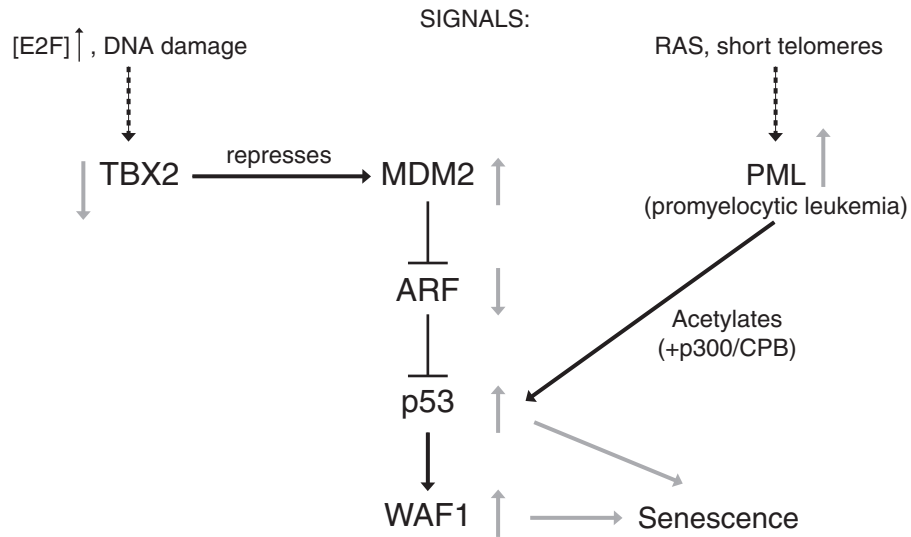 SIGNALS:
[E2F]↑, DNA damage
RAS, short telomeres
TBX2
represses
MDM2
PML
(promyelocytic leukemia)
ARF
Acetylates
(+p300/CPB)
p53
WAF1
Senescence